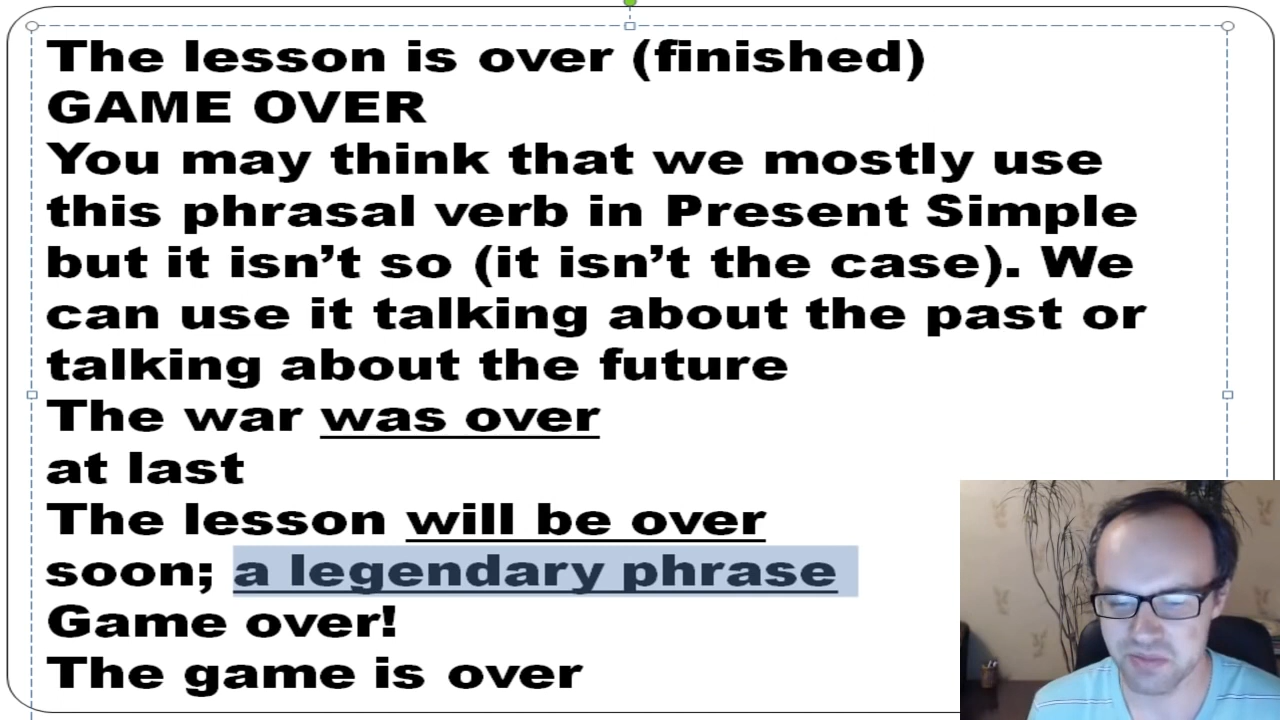 The lesson is over (finished)
GAME OVER
You may think that we mostly use
this phrasal verb in Present Simple
but it isn’t so (it isn’t the case). We
can use it talking about the past or
talking about the future
The war was over
at last
The lesson will be over
soon; a legendary phrase
Game over!
The game is over